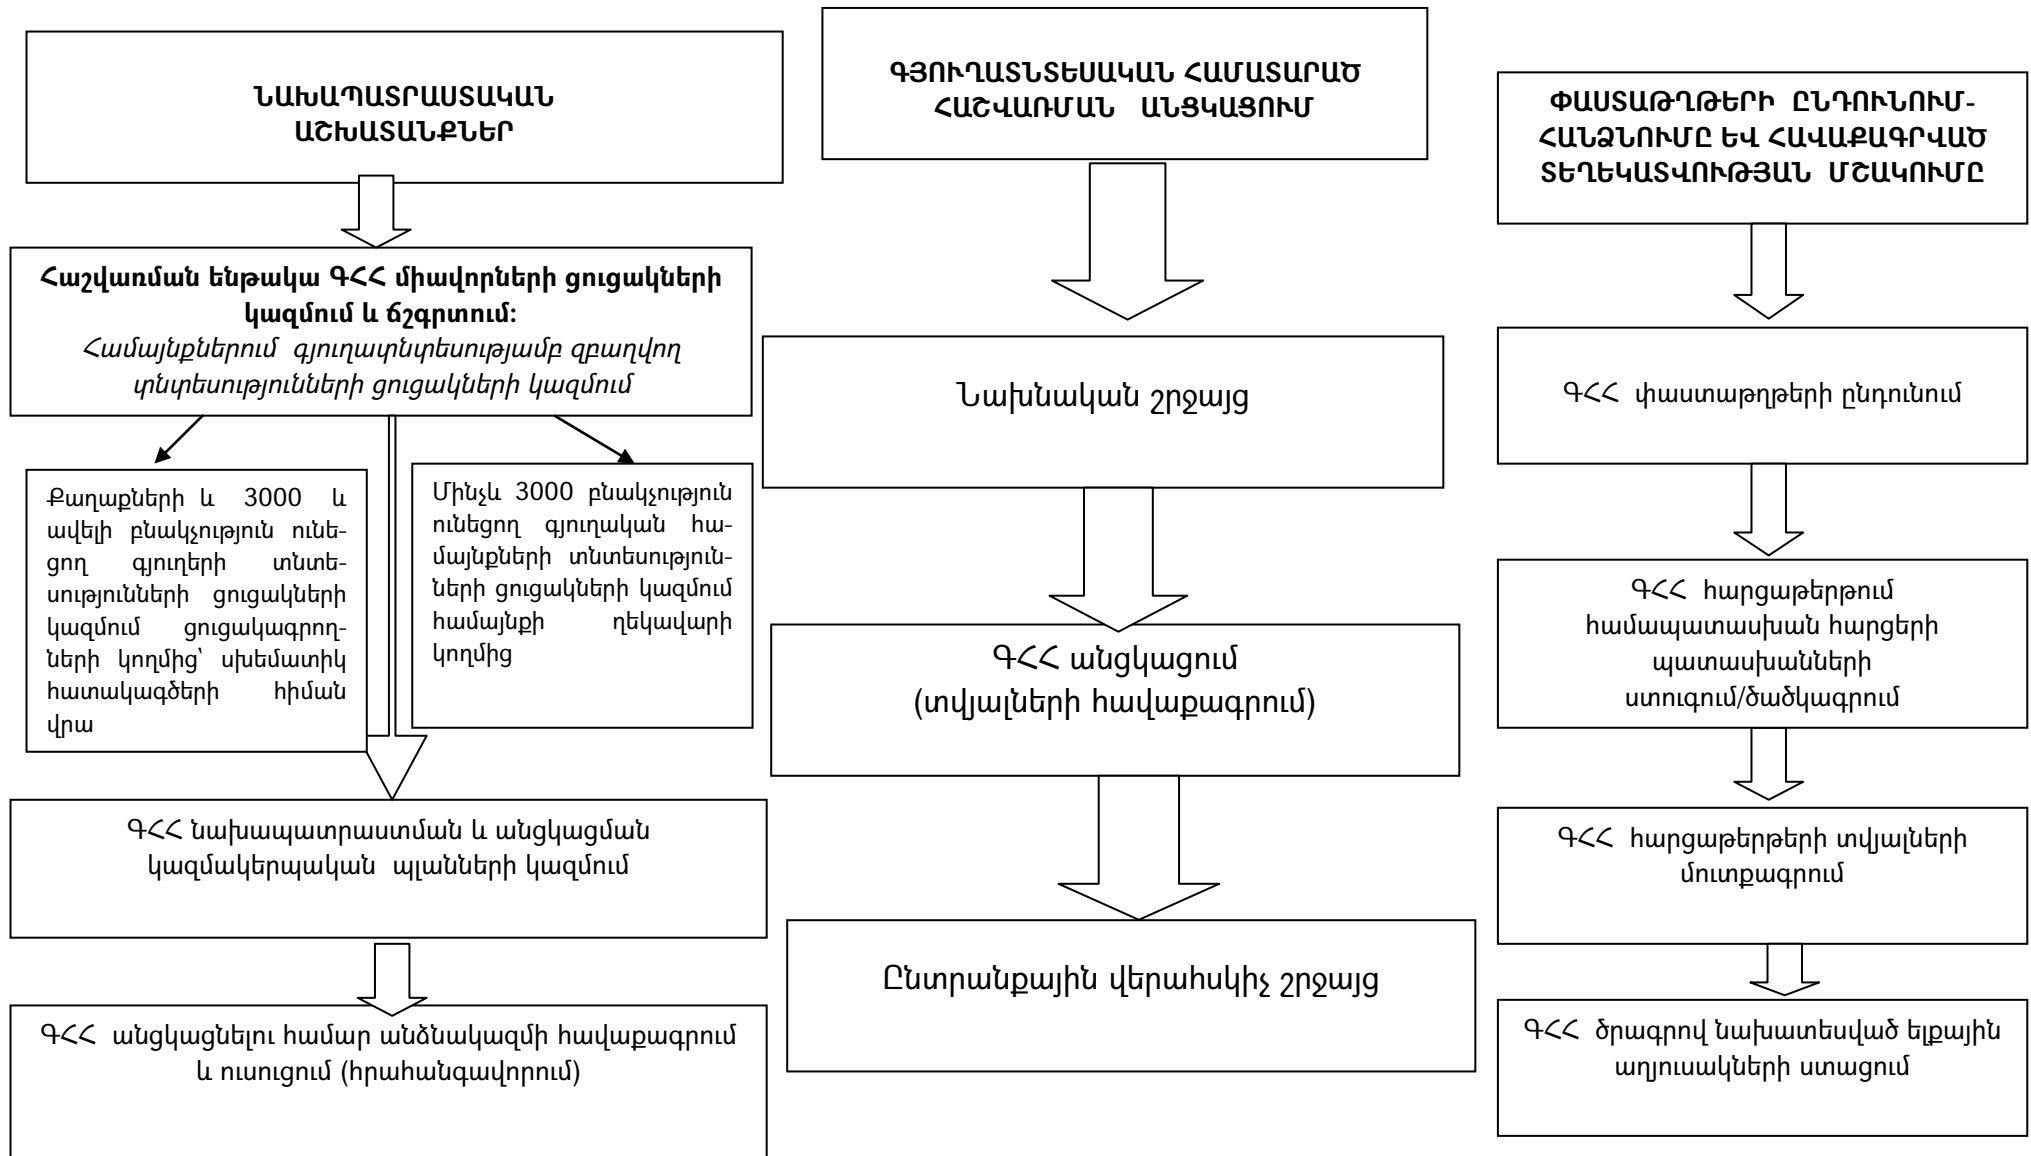 ՆԱԽԱՊԱՏՐԱՍՏԱԿԱՆ
ԱՇԽԱՏԱՆՔՆԵՐ
Հաշվառման ենթակա ԳՀՀ միավորների ցուցակների
կազմում և ճշգրտում:
Համայնքներում գյուղատնտեսությամբ զբաղվող
տնտեսությունների ցուցակների կազմում
Քաղաքների և 3000 և
ավելի բնակչություն ունե-
ցող գյուղերի տնտե-
սությունների ցուցակների
կազմում ցուցակագրող-
ների կողմից՝ սխեմատիկ
հատակագծերի հիման
վրա
Մինչև 3000 բնակչություն
ունեցող գյուղական հա-
մայնքների տնտեսություն-
ների ցուցակների կազմում
համայնքի ղեկավարի
կողմից
ԳՀՀ նախապատրաստման և անցկացման
կազմակերպական պլանների կազմում
ԳՀՀ անցկացնելու համար անձնակազմի հավաքագրում
և ուսուցում (հրահանգավորում)
ԳՅՈՒՂԱՏՆՏԵՍԱԿԱՆ ՀԱՄԱՏԱՐԱԾ
ՀԱՇՎԱՌՄԱՆ ԱՆՑԿԱՑՈՒՄ
Նախնական շրջայց
ԳՀՀ անցկացում
(տվյալների հավաքագրում)
Ընտրանքային վերահսկիչ շրջայց
ՓԱՍՏԱԹՂԹԵՐԻ ԸՆԴՈՒՆՈՒՄ-
ՀԱՆՁՆՈՒՄԸ ԵՎ ՀԱՎԱՔԱԳՐՎԱԾ
ՏԵՂԵԿԱՏՎՈՒԹՅԱՆ ՄՇԱԿՈՒՄԸ
ԳՀՀ փաստաթղթերի ընդունում
ԳՀՀ հարցաթերթում
համապատասխան հարցերի
պատասխանների
ստուգում/ծածկագրում
ԳՀՀ հարցաթերթերի տվյալների
մուտքագրում
ԳՀՀ ծրագրով նախատեսված ելքային
աղյուսակների ստացում